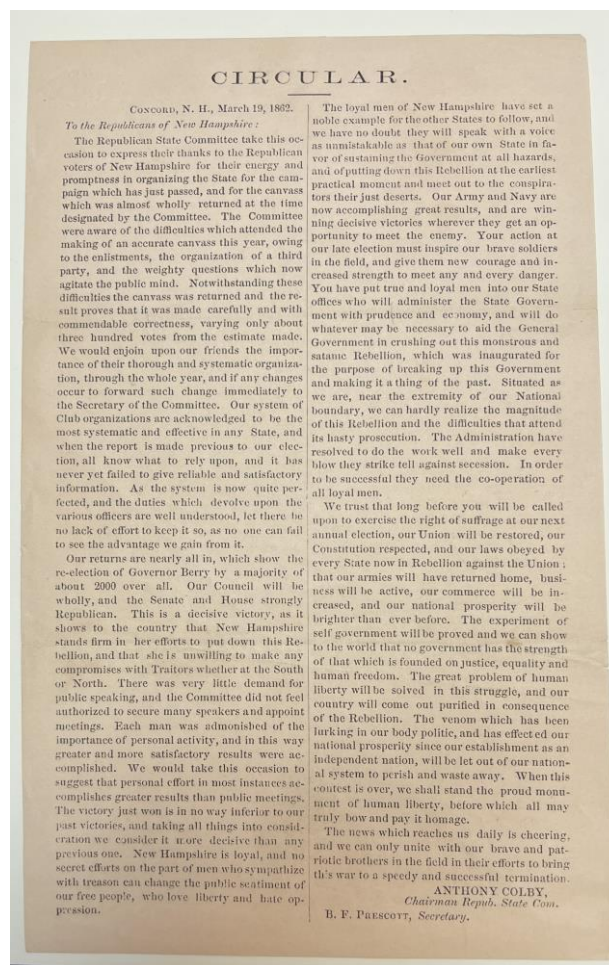 CIRCULAR.
CONCORD, N. H., March 19, 1862.
To the Republicans of New Hampshire :
The Republican State Committee take this oc-
casion to express their thanks to the Republican
voters of New Hampshire for their energy and
promptness in organizing the State for the cam-
paign which has just passed, and for the canvass
which was almost wholly returned at the time
designated by the Committee. The Committee
were aware of the difficulties which attended the
making of an accurate canvass this year, owing
to the enlistments, the organization of a third
party, and the weighty questions which now
agitate the public mind. Notwithstanding these
difficulties the canvass was returned and the re-
sult proves that it was made carefully and with
commendable correctness, varying only about
three hundred votes from the estimate made.
We would enjoin upon our friends the impor-
tance of their thorough and systematic organiza-
tion, through the whole year, and if any changes
occur to forward such change immediately to
the Secretary of the Committee. Our system of
Club organizations are acknowledged to be the
most systematic and effective in any State, and
when the report is made previous to our elec-
tion, all know what to rely upon, and it has
never yet failed to give reliable and satisfactory
information. As the system is now quite per-
fected, and the duties which devolve upon the
various officers are well understood, let there be
no lack of effort to keep it so, as no one can fail
to see the advantage we gain from it.
Our returns are nearly all in, which show the
re-election of Governor Berry by a majority of
about 2000 over all. Our Council will be
wholly, and the Senate and House strongly
Republican. This is a decisive victory, as it
shows to the country that New Hampshire
stands firm in her efforts to put down this Re-
bellion, and that she is unwilling to make any
compromises with Traitors whether at the South
or North. There was very little demand for
public speaking, and the Committee did not feel
authorized to secure many speakers and appoint
meetings. Each man was admonished of the
importance of personal activity, and in this way
greater and more satisfactory results were ac-
complished. We would take this occasion to
suggest that personal effort in most instances ac-
complishes greater results than public meetings.
The victory just won is in no way inferior to our
past victories, and taking all things into consid-
eration we consider it more decisive than any
previous one. New Hampshire is loyal, and no
secret efforts on the part of men who sympathize
with treason can change the public sentiment of
our free people, who love liberty and hate op-
pression.
The loyal men of New Hampshire have set a
noble example for the other States to follow, and
we have no doubt they will speak with a voice
as unmistakable as that of our own State in fa-
vor of sustaining the Government at all hazards,
and of putting down this Rebellion at the earliest
practical moment and meet out to the conspira-
tors their just deserts. Our Army and Navy are
now accomplishing great results, and are win-
ning decisive victories wherever they get an op-
portunity to meet the enemy. Your action at
our late election must inspire our brave soldiers
in the field, and give them new courage and in-
creased strength to meet any and every danger.
You have put true and loyal men into our State
offices who will administer the State Govern-
ment with prudence and economy, and will do
whatever may be necessary to aid the General
Government in crushing out this monstrous and
satanic Rebellion, which was inaugurated for
the purpose of breaking up this Government
and making it a thing of the past. Situated as
we are, near the extremity of our National
boundary, we can hardly realize the magnitude
of this Rebellion and the difficulties that attend
its hasty prosecution. The Administration have
resolved to do the work well and make every
blow they strike tell against secession. In order
to be successful they need the co-operation of
all loyal men.
We trust that long before you will be called
upon to exercise the right of suffrage at our next
annual election, our Union will be restored, our
Constitution respected, and our laws obeyed by
every State now in Rebellion against the Union ;
that our armies will have returned home, busi-
ness will be active, our commerce will be in-
creased, and our national prosperity will be
brighter than ever before. The experiment of
self government will be proved and we can show
to the world that no government has the strength
of that which is founded on justice, equality and
human freedom. The great problem of human
liberty will be solved in this struggle, and our
country will come out purified in consequence
of the Rebellion. The venom which has been
lurking in our body politic, and has effected our
national prosperity since our establishment as an
independent nation, will be let out of our nation-
al system to perish and waste away. When this
contest is over, we shall stand the proud monu-
ment of human liberty, before which all may
truly bow and pay it homage.
The news which reaches us daily is cheering,
and we can only unite with our brave and pat-
riotic brothers in the field in their efforts to bring
th's war to a speedy and successful termination.
ANTHONY COLBY,
Chairman Repub. State Com.
B. F. PRESCOTT, Secretary.